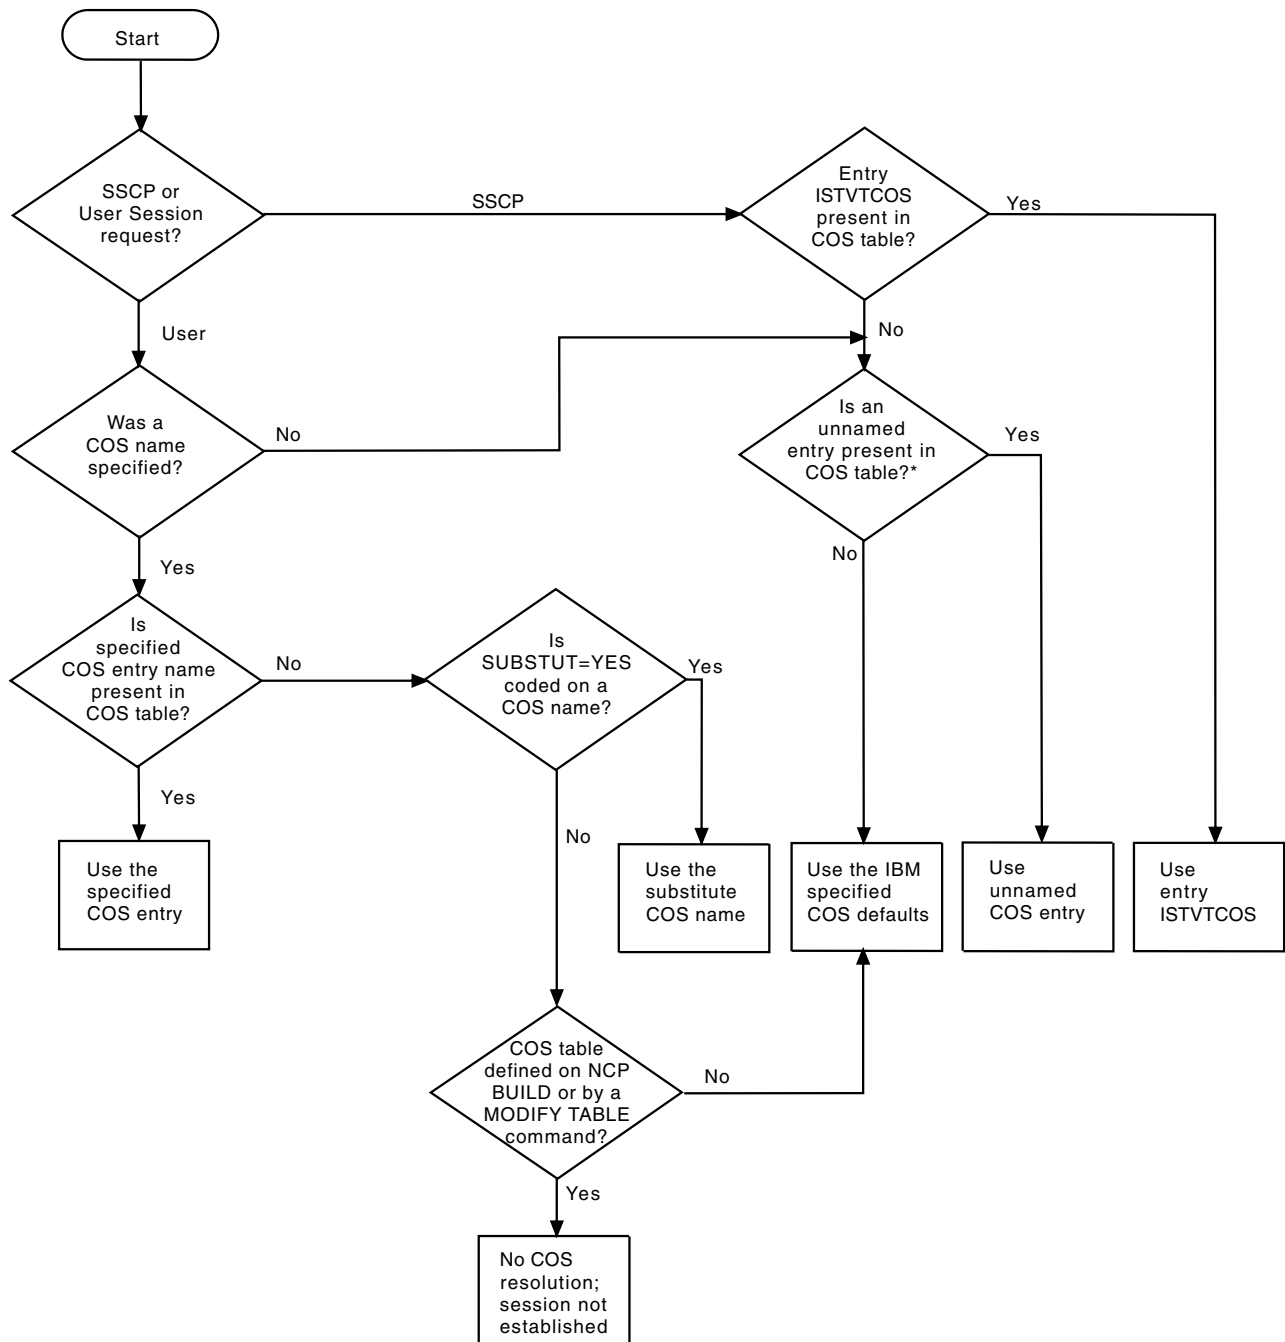 Start
SSCP or
User Session
request?
SSCP
Entry
ISTVTCOS
present in
COS table?
Yes
User
No
Was a
COS name
specified?
No
Is an
unnamed
entry present in
COS table?*
Yes
Yes
No
Is
specified
COS entry name
present in
COS table?
No
Is
SUBSTUT=YES
coded on a
COS name?
Yes
Yes
No
Use the
specified
COS entry
Use the
substitute
COS name
Use the IBM
specified
COS defaults
Use
unnamed
COS entry
Use
entry
ISTVTCOS
COS table
defined on NCP
BUILD or by a
MODIFY TABLE
command?
No
Yes
No COS
resolution;
session not
established